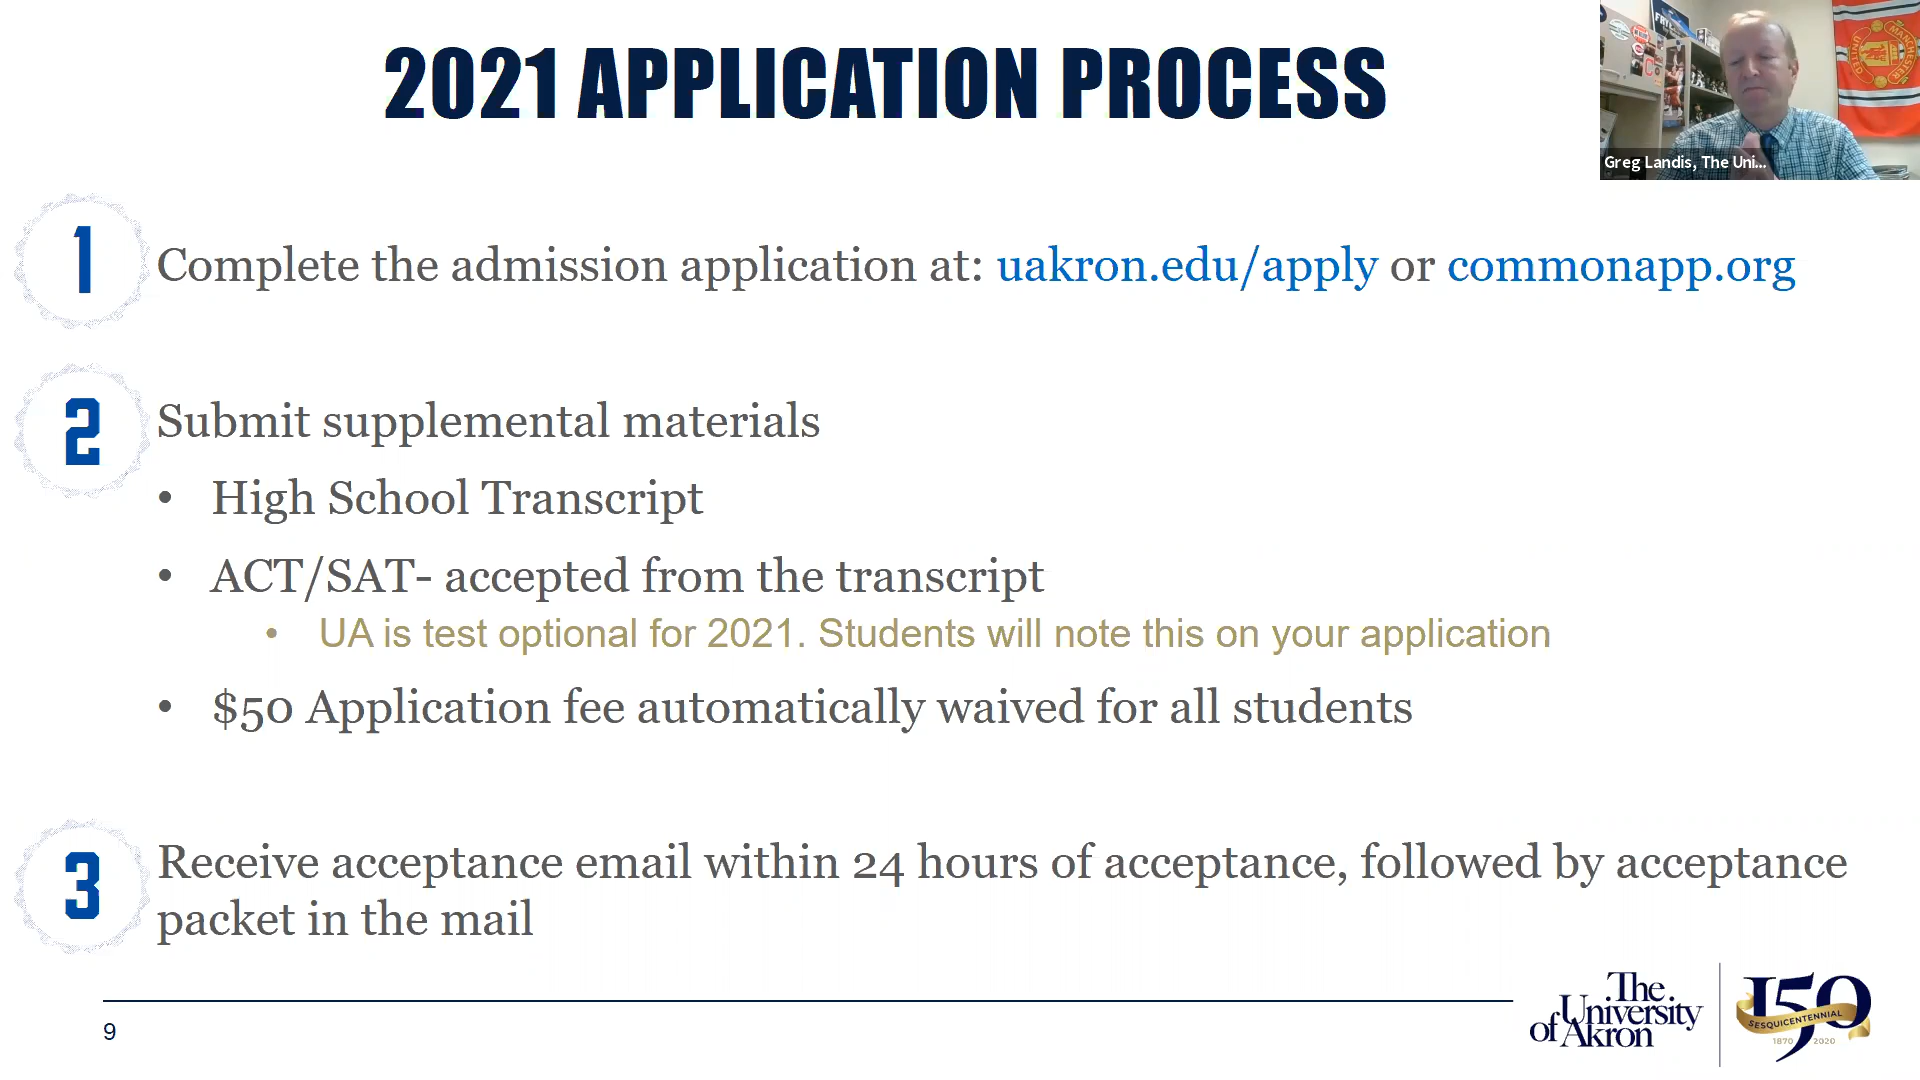 2021 APPLICATION PROCESS
MANCHESTER
UNITED
Greg Landis, The Uni...
1
Complete the admission application at: uakron.edu/apply or commonapp.org
2
Submit supplemental materials
• High School Transcript
• ACT/SAT- accepted from the transcript
• UA is test optional for 2021. Students will note this on your application
• $50 Application fee automatically waived for all students
3
Receive acceptance email within 24 hours of acceptance, followed by acceptance
packet in the mail
9
The
University
of Akron
150
SESQUICENTENNIAL
1870 2020